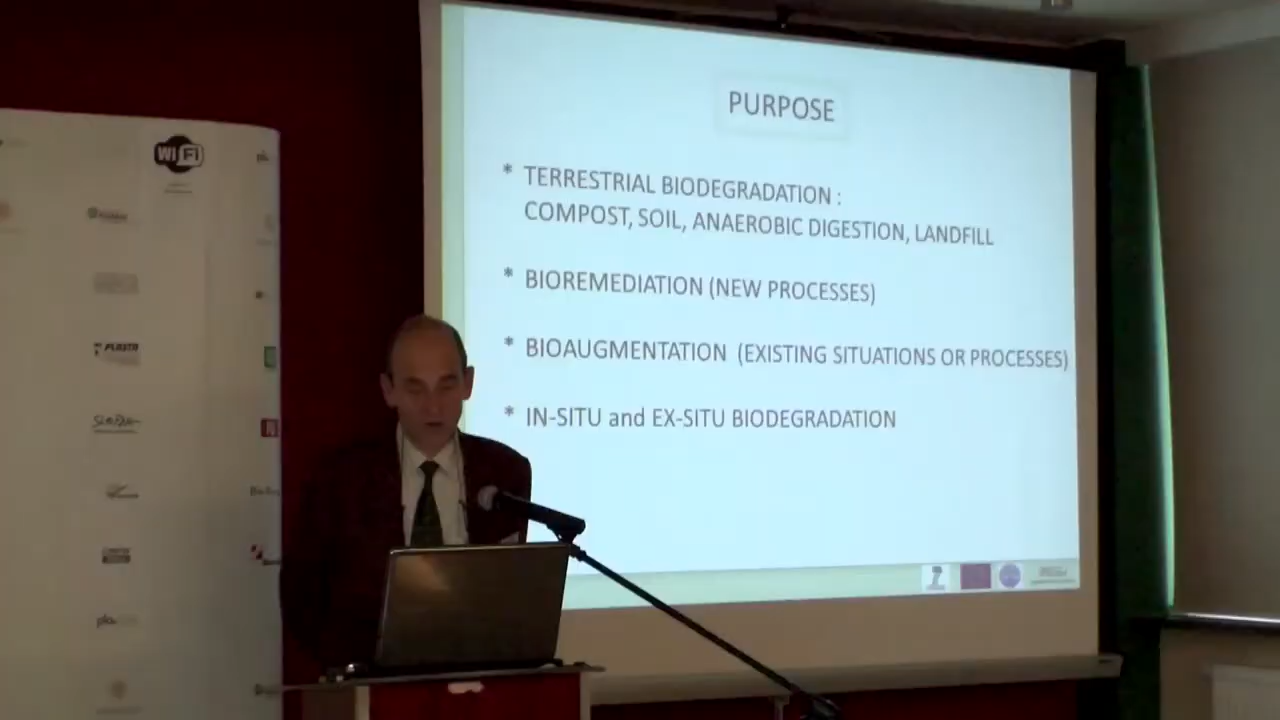 PURPOSE
* TERRESTRIAL BIODEGRADATION :
COMPOST, SOIL, ANAEROBIC DIGESTION, LANDFILL
* BIOREMEDIATION (NEW PROCESSES)
* BIOAUGMENTATION (EXISTING SITUATIONS OR PROCESSES)
* IN-SITU and EX-SITU BIODEGRADATION
WI FI